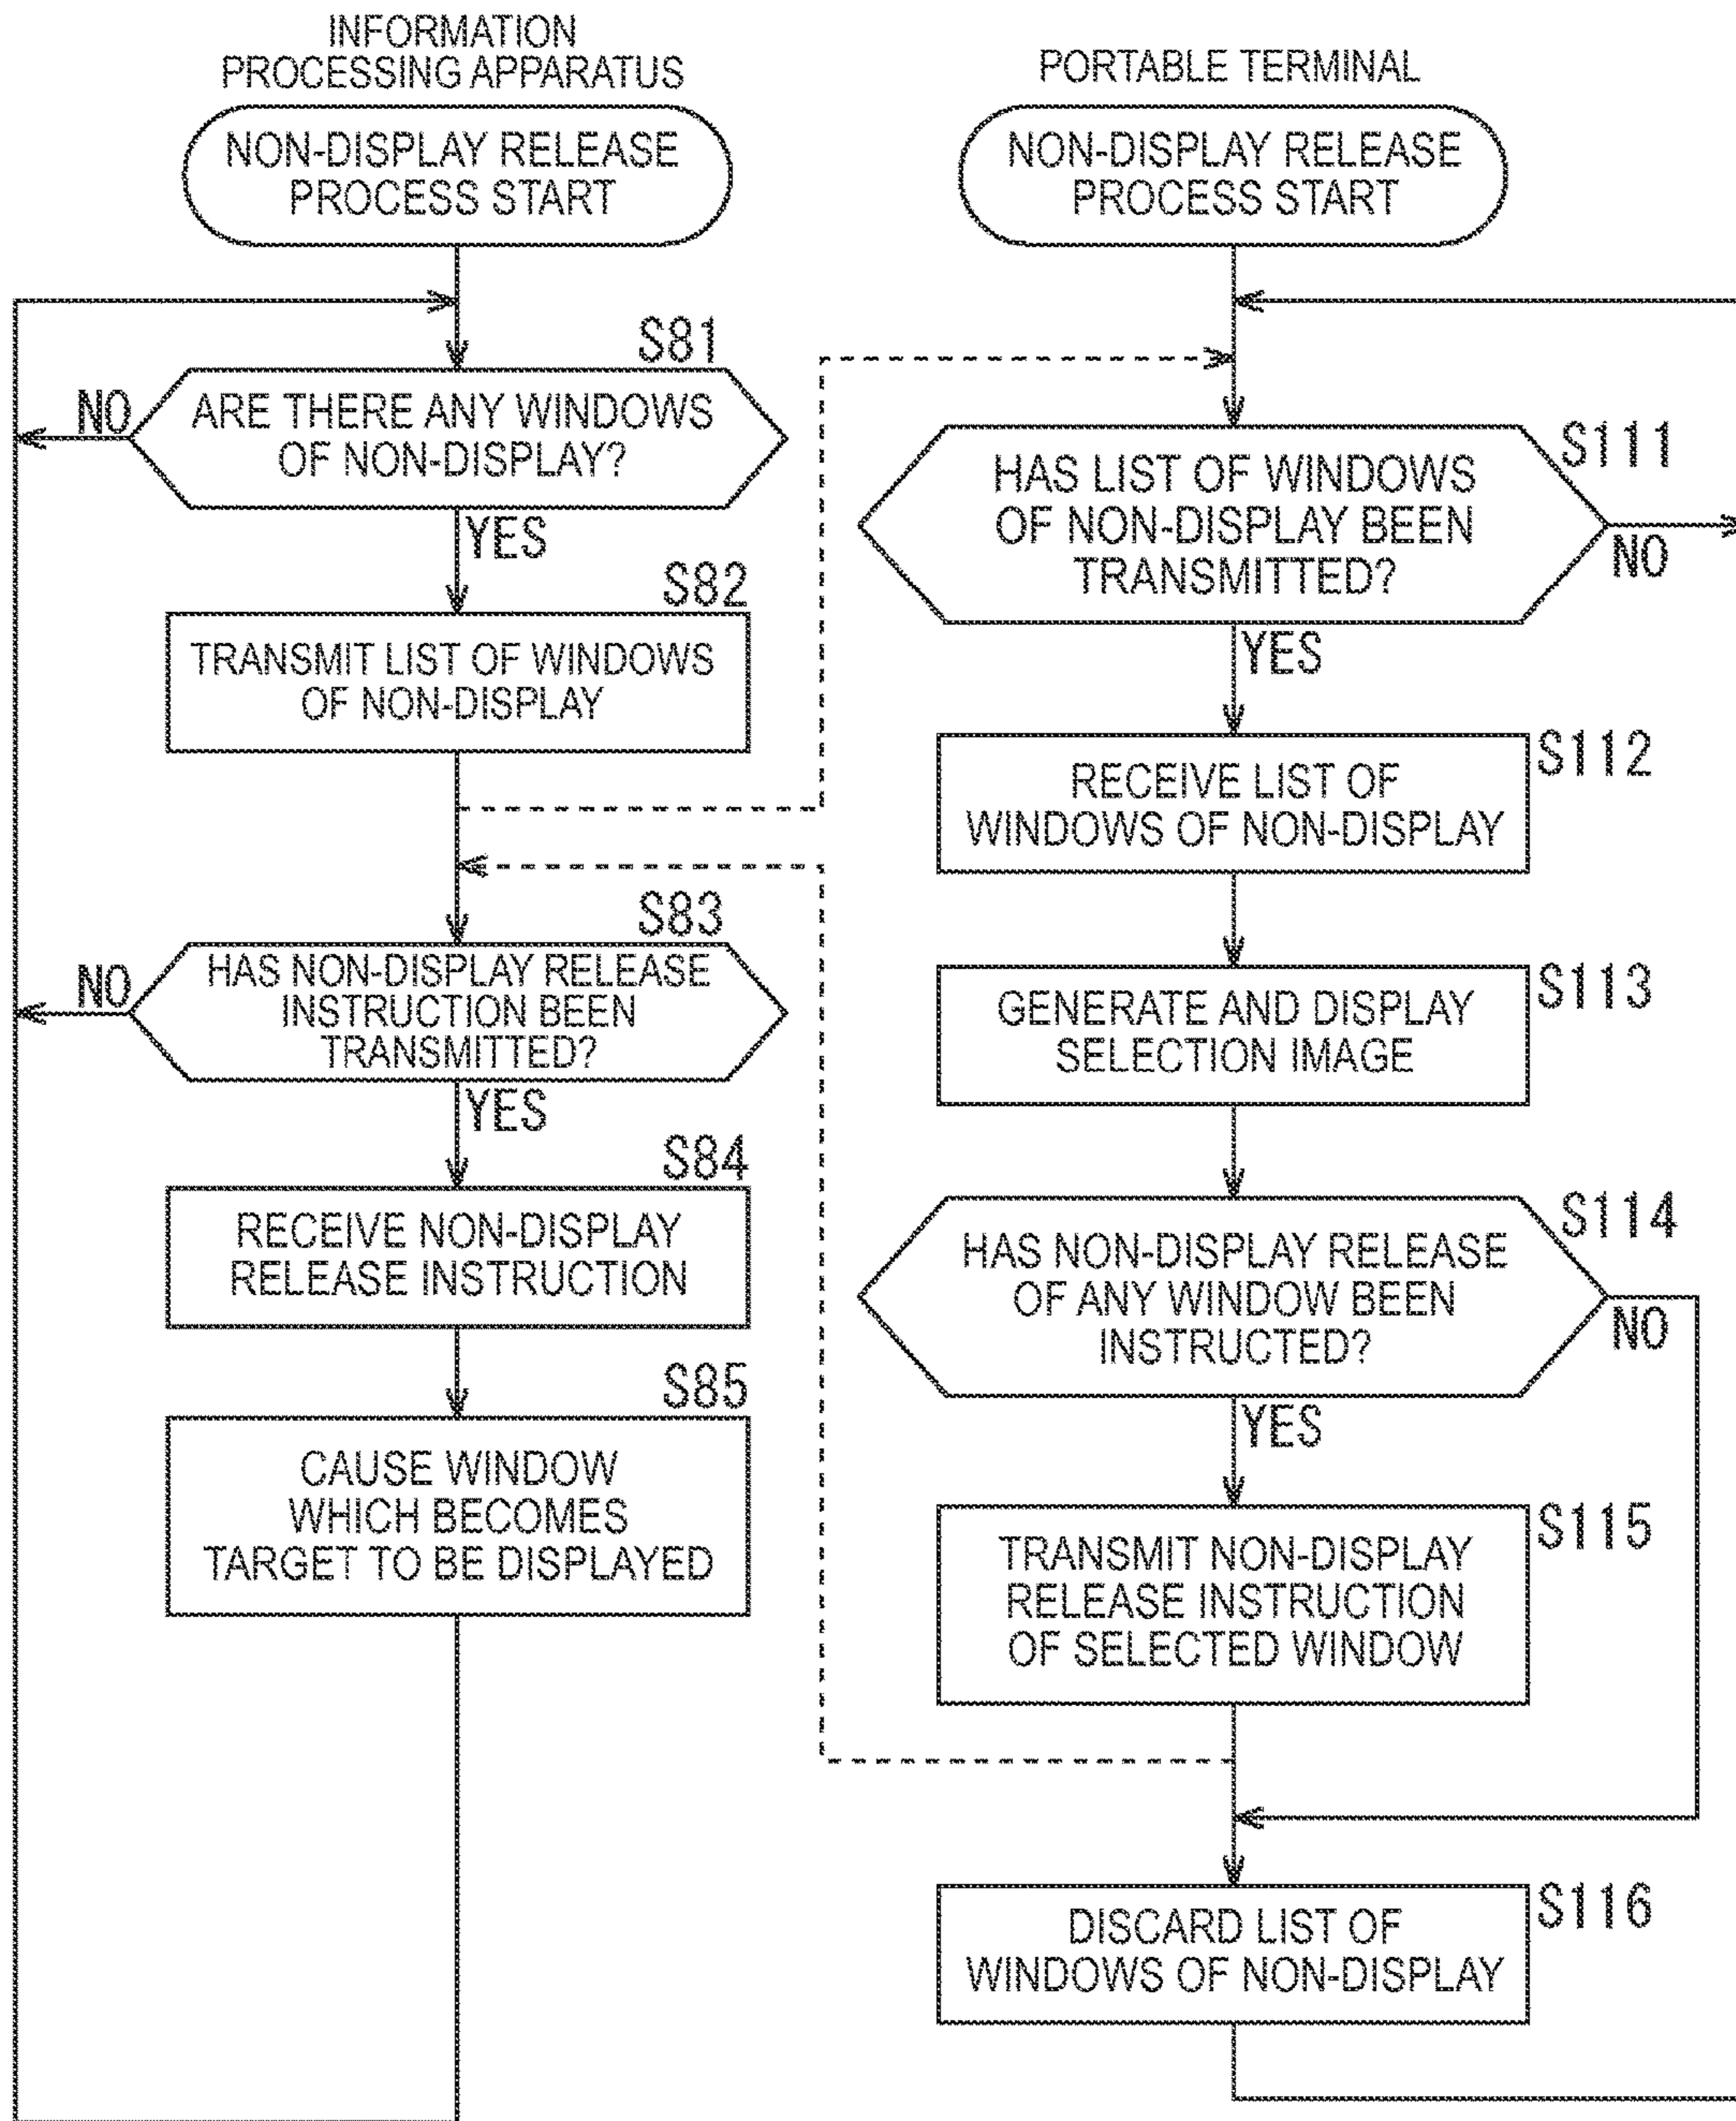 INFORMATION
PROCESSING APPARATUS
NON-DISPLAY RELEASE
PROCESS START
S81
ARE THERE ANY WINDOWS
OF NON-DISPLAY?
NO
YES
S82
TRANSMIT LIST OF WINDOWS
OF NON-DISPLAY
S83
HAS NON-DISPLAY RELEASE
INSTRUCTION BEEN
TRANSMITTED?
NO
YES
S84
RECEIVE NON-DISPLAY
RELEASE INSTRUCTION
S85
CAUSE WINDOW
WHICH BECOMES
TARGET TO BE DISPLAYED
PORTABLE TERMINAL
NON-DISPLAY RELEASE
PROCESS START
S111
HAS LIST OF WINDOWS
OF NON-DISPLAY BEEN
TRANSMITTED?
NO
YES
S112
RECEIVE LIST OF
WINDOWS OF NON-DISPLAY
S113
GENERATE AND DISPLAY
SELECTION IMAGE
S114
HAS NON-DISPLAY RELEASE
OF ANY WINDOW BEEN
INSTRUCTED?
NO
YES
S115
TRANSMIT NON-DISPLAY
RELEASE INSTRUCTION
OF SELECTED WINDOW
S116
DISCARD LIST OF
WINDOWS OF NON-DISPLAY